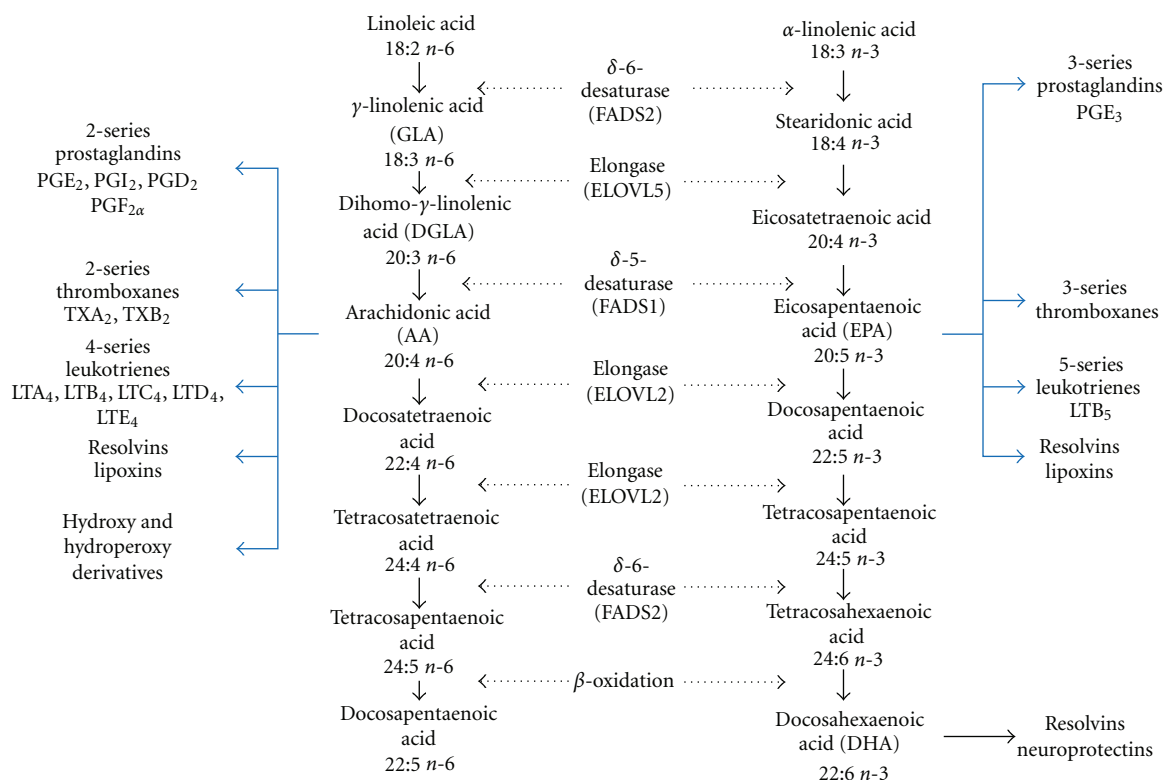 Linoleic acid
18:2 n-6
γ-linolenic acid
(GLA)
18:3 n-6
Dihomo-γ-linolenic
acid (DGLA)
20:3 n-6
Arachidonic acid
(AA)
20:4 n-6
Docosatetraenoic
acid
22:4 n-6
Tetracosatetraenoic
acid
24:4 n-6
Tetracosapentaenoic
acid
24:5 n-6
Docosapentaenoic
acid
22:5 n-6
2-series
prostaglandins
PGE₂, PGI₂, PGD₂
PGF₂α
2-series
thromboxanes
TXA₂, TXB₂
4-series
leukotrienes
LTA₄, LTB₄, LTC₄, LTD₄,
LTE₄
Resolvins
lipoxins
Hydroxy and
hydroperoxy
derivatives
δ-6-
desaturase
(FADS2)
Elongase
(ELOVL5)
δ-5-
desaturase
(FADS1)
Elongase
(ELOVL2)
Elongase
(ELOVL2)
δ-6-
desaturase
(FADS2)
β-oxidation
α-linolenic acid
18:3 n-3
Stearidonic acid
18:4 n-3
Eicosatetraenoic acid
20:4 n-3
Eicosapentaenoic
acid (EPA)
20:5 n-3
Docosapentaenoic
acid
22:5 n-3
Tetracosapentaenoic
acid
24:5 n-3
Tetracosahexaenoic
acid
24:6 n-3
Docosahexaenoic
acid (DHA)
22:6 n-3
3-series
prostaglandins
PGE₃
3-series
thromboxanes
5-series
leukotrienes
LTB₅
Resolvins
lipoxins
Resolvins
neuroprotectins